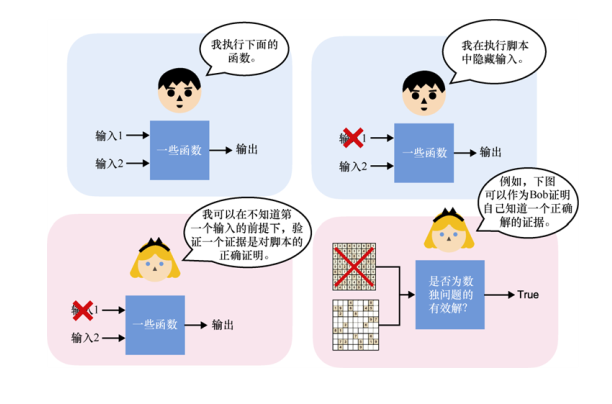 我执行下面的
函数。
输入1
输入2
一些函数
输出
我在执行脚本
中隐藏输入。
输入1
输入2
一些函数
输出
我可以在不知道第
一个输入的前提下，验
证一个证据是对脚本的
正确证明。
输入1
输入2
一些函数
输出
例如，下图
可以作为Bob证明
自己知道一个正确
解的证据。
是否为数
独问题的
有效解？
True